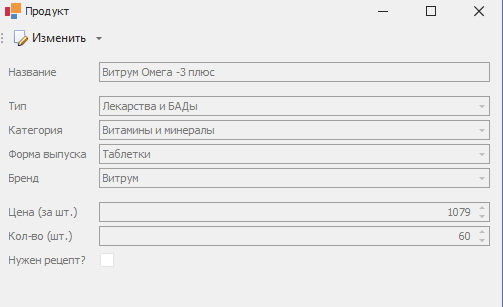 Продукт
Изменить
Название Витрум Омега -3 плюс
Тип Лекарства и БАДы
Категория Витамины и минералы
Форма выпуска Таблетки
Бренд Витрум
Цена (за шт.) 1079
Кол-во (шт.) 60
Нужен рецепт?